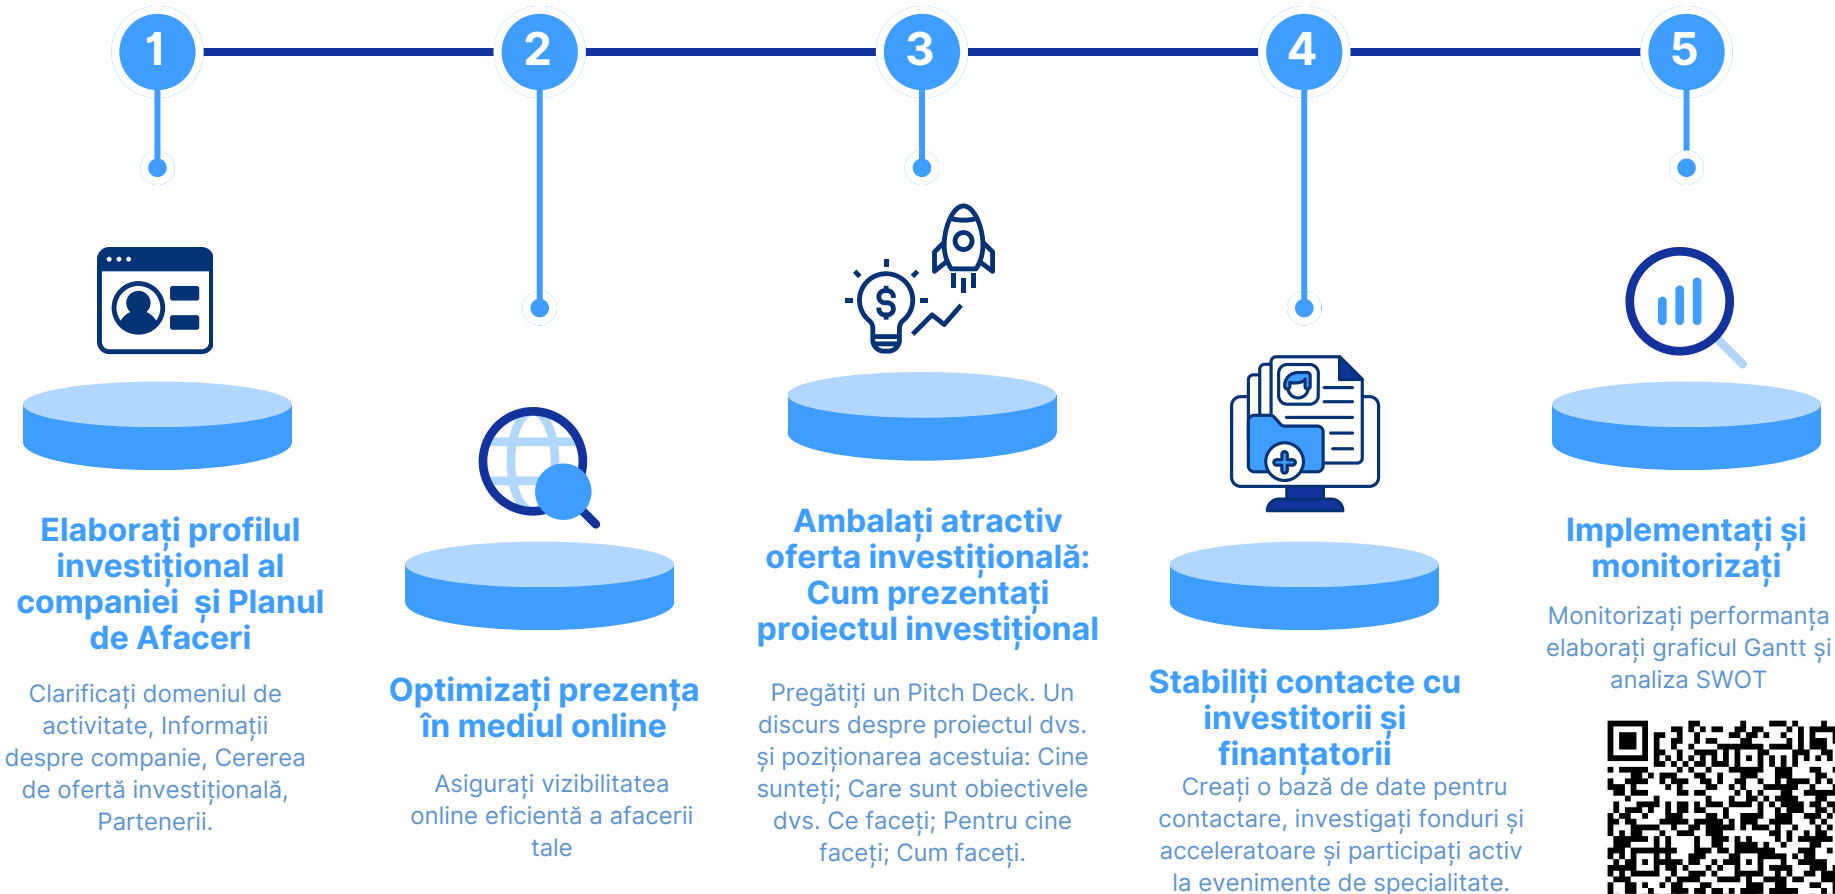 1
Elaborați profilul
investițional al
companiei  și Planul
de Afaceri
Clarificați domeniul de
activitate, Informații
despre companie, Cererea
de ofertă investițională,
Partenerii.
2
Optimizați prezența
în mediul online
Asigurați vizibilitatea
online eficientă a afacerii
tale
3
$
Ambalați atractiv
oferta investițională:
Cum prezentați
proiectul investițional
Pregătiți un Pitch Deck. Un
discurs despre proiectul dvs.
și poziționarea acestuia: Cine
sunteți; Care sunt obiectivele
dvs. Ce faceți; Pentru cine
faceți; Cum faceți.
4
Stabiliți contacte cu
investitorii și
finanțatorii
Creați o bază de date pentru
contactare, investigați fonduri și
acceleratoare și participați activ
la evenimente de specialitate.
5
Implementați și
monitorizați
Monitorizați performanța
elaborați graficul Gantt și
analiza SWOT